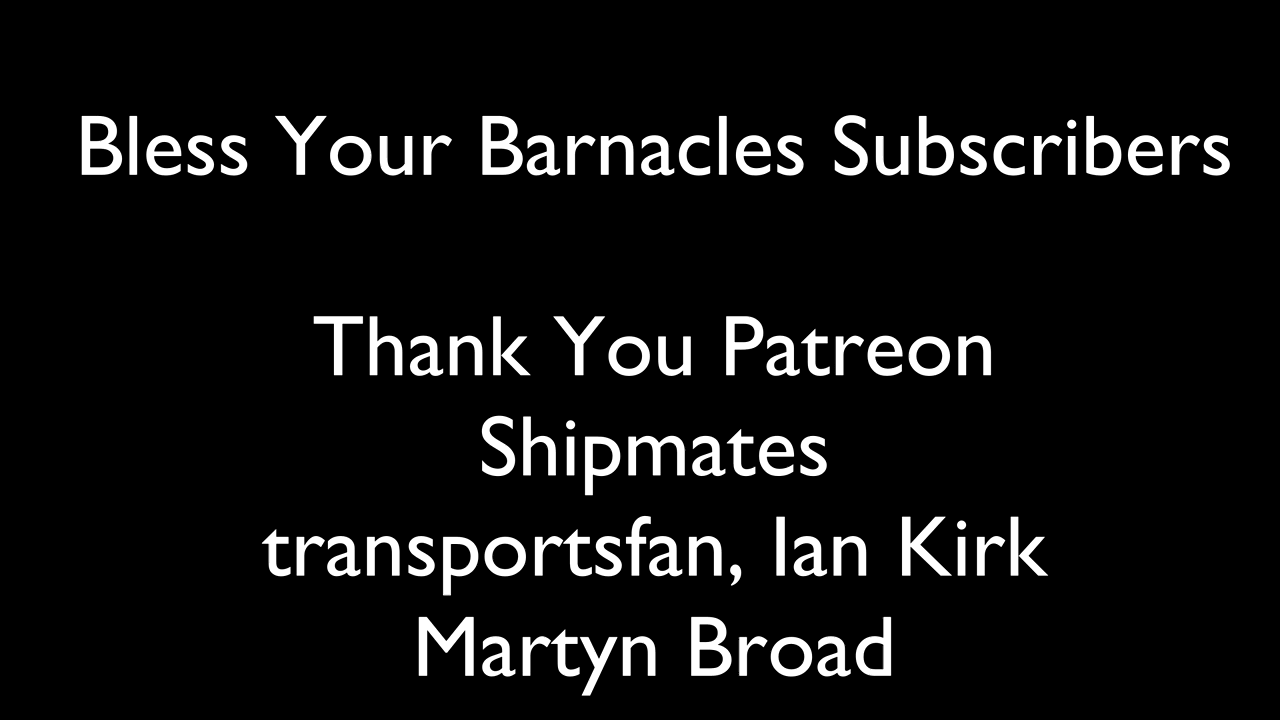 Bless Your Barnacles Subscribers
Thank You Patreon
Shipmates
transportsfan, Ian Kirk
Martyn Broad